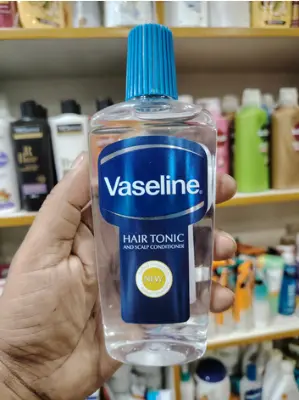 Vaseline®
HAIR TONIC
AND SCALP CONDITIONER
NEW